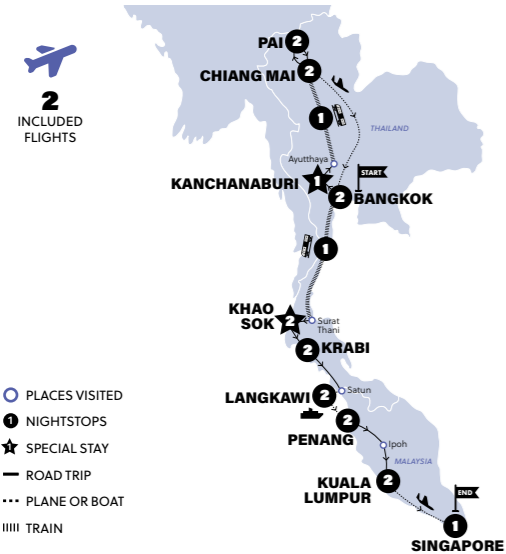 2
INCLUDED
FLIGHTS
PAI 2
CHIANG MAI 2
1
THAILAND
Ayutthaya
START
KANCHANABURI 1
2 BANGKOK
1
KHAO
SOK 2
Surat
Thani
2 KRABI
Satun
LANGKAWI 2
2
PENANG
Ipoh
MALAYSIA
KUALA
LUMPUR 2
END
1
SINGAPORE
PLACES VISITED
1 NIGHTSTOPS
1 SPECIAL STAY
ROAD TRIP
PLANE OR BOAT
TRAIN